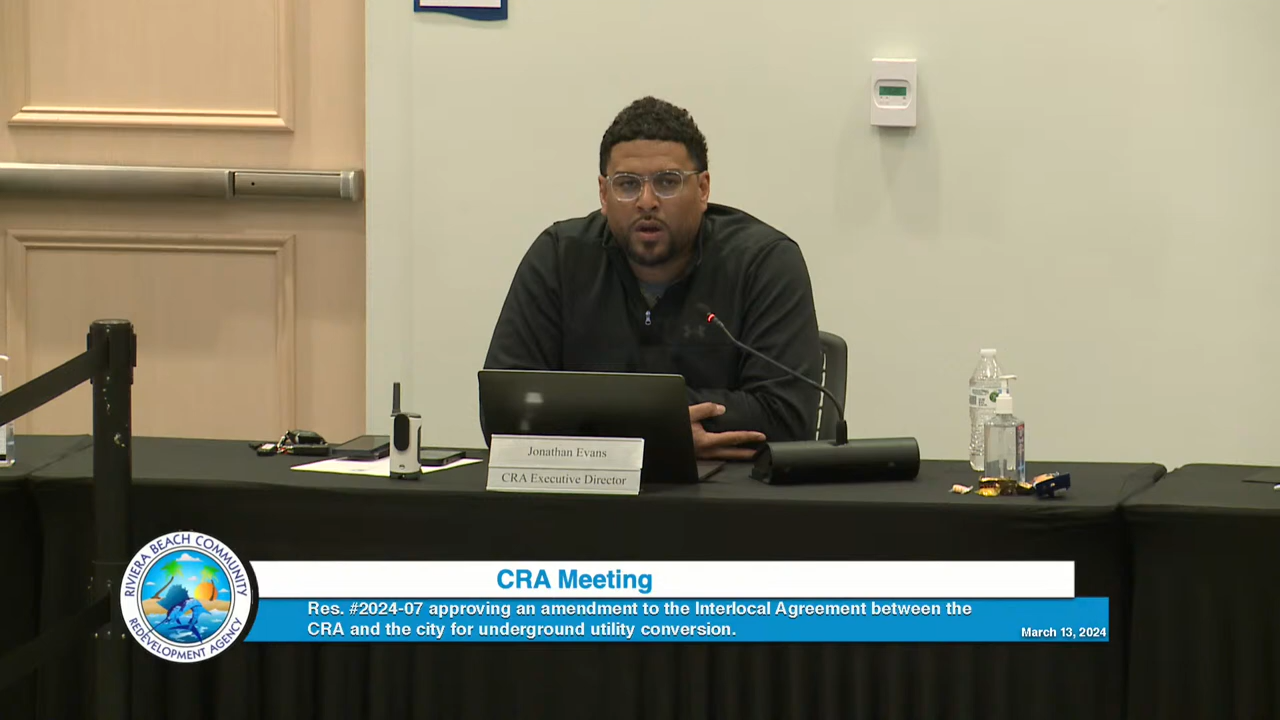 Jonathan Evans
CRA Executive Director
RIVIERA BEACH COMMUNITY
REDEVELOPMENT AGENCY
CRA Meeting
Res. #2024-07 approving an amendment to the Interlocal Agreement between the
CRA and the city for underground utility conversion.
March 13, 2024